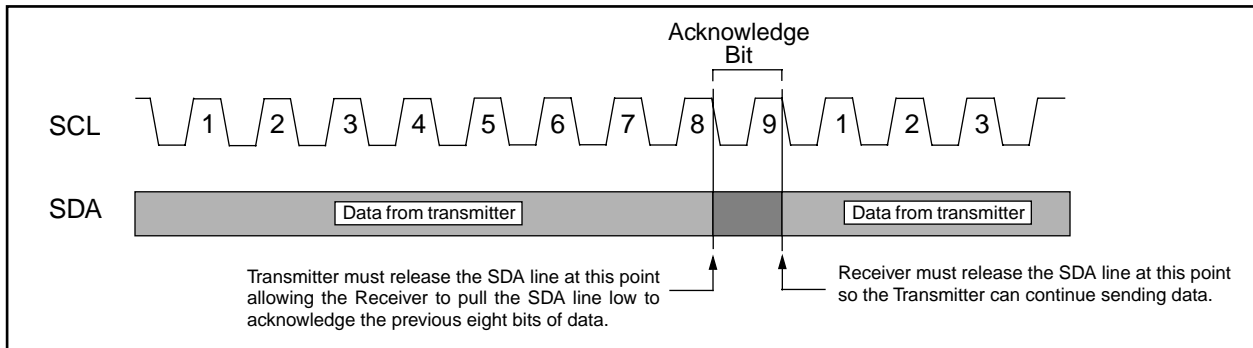 Acknowledge
Bit
SCL 1 2 3 4 5 6 7 8 9 1 2 3
SDA Data from transmitter Data from transmitter
Transmitter must release the SDA line at this point
allowing the Receiver to pull the SDA line low to
acknowledge the previous eight bits of data.
Receiver must release the SDA line at this point
so the Transmitter can continue sending data.